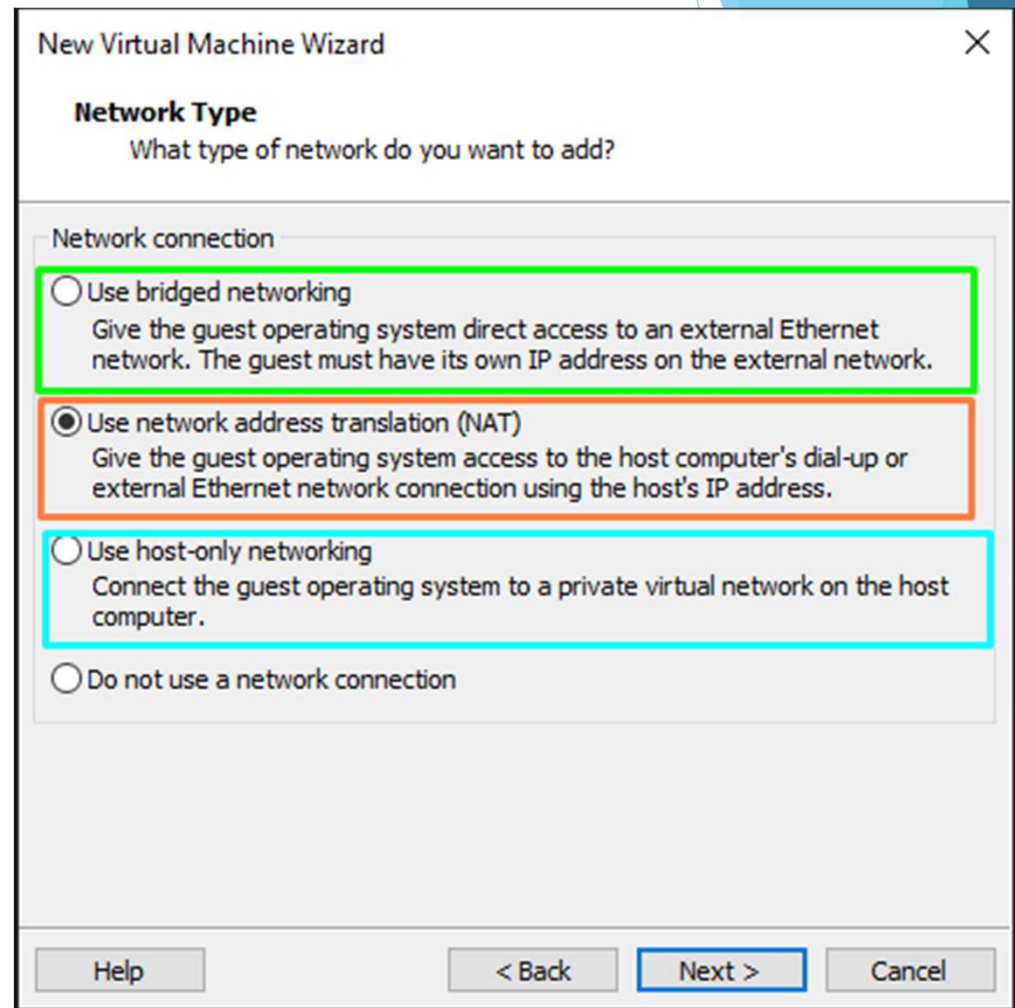 New Virtual Machine Wizard
Network Type
What type of network do you want to add?
Network connection
Use bridged networking
Give the guest operating system direct access to an external Ethernet
network. The guest must have its own IP address on the external network.
Use network address translation (NAT)
Give the guest operating system access to the host computer's dial-up or
external Ethernet network connection using the host's IP address.
Use host-only networking
Connect the guest operating system to a private virtual network on the host
computer.
Do not use a network connection
Help
< Back
Next >
Cancel